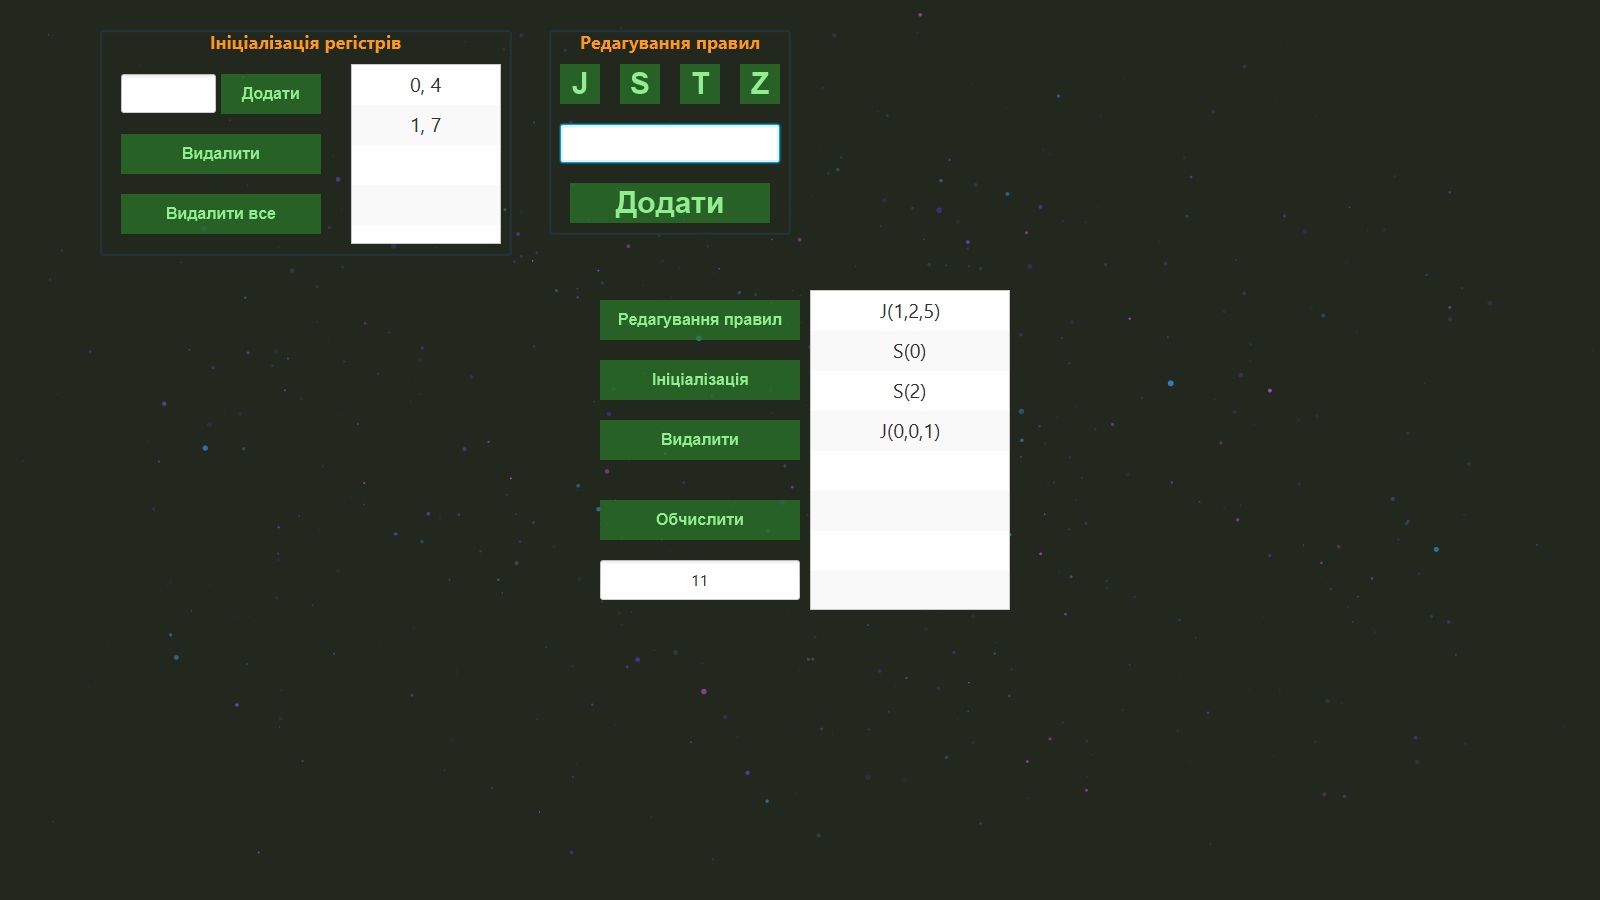 Ініціалізація регістрів
Додати
Видалити
Видалити все
0, 4
1, 7
Редагування правил
J S T Z
Додати
Редагування правил
Ініціалізація
Видалити
Обчислити
11
J(1,2,5)
S(0)
S(2)
J(0,0,1)